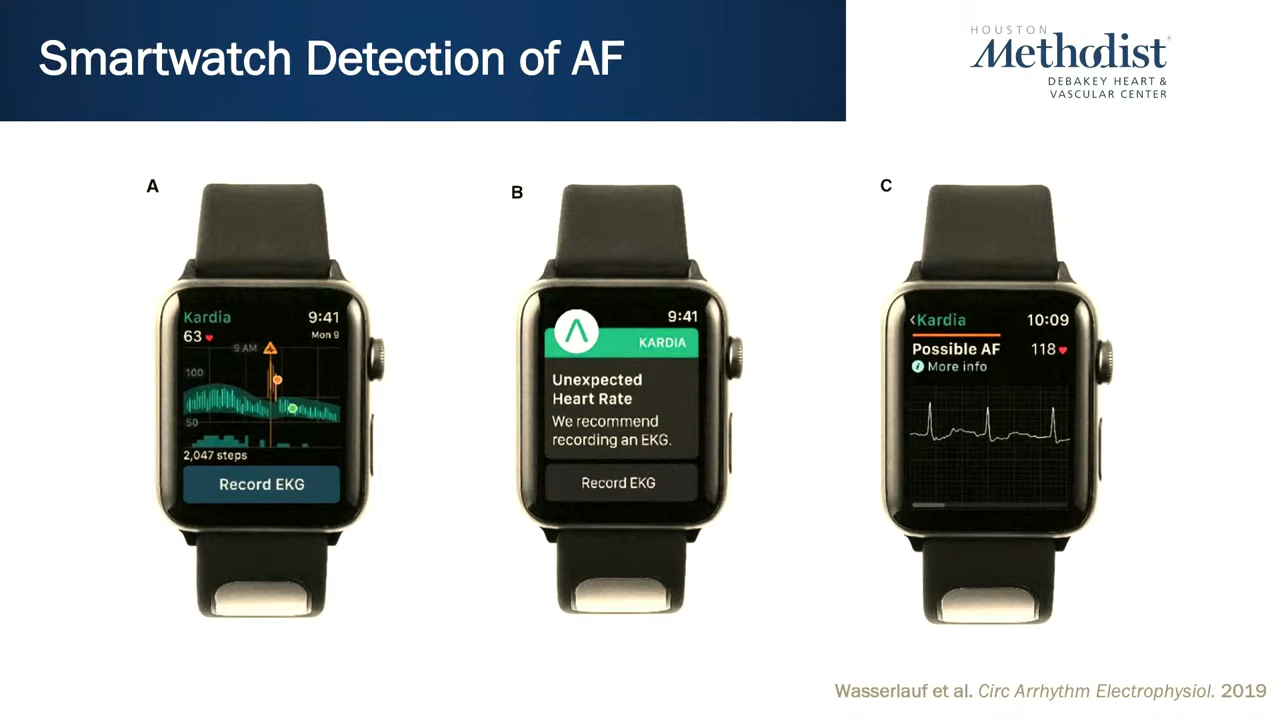 Smartwatch Detection of AF
HOUSTON
Methodist
DEBAKEY HEART &
VASCULAR CENTER
A
Kardia 9:41
63 Mon 9
9 AM
100
50
2,047 steps
Record EKG
B
9:41
KARDIA
Unexpected
Heart Rate
We recommend
recording an EKG.
Record EKG
C
<Kardia 10:09
Possible AF 118
i More info
Wasserlauf et al. Circ Arrhythm Electrophysiol. 2019